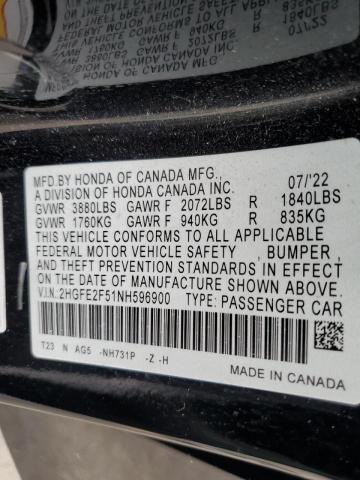 MFD.BY HONDA OF CANADA MFG.,
A DIVISION OF HONDA CANADA INC. 07/'22
GVWR 3880LBS GAWR F 2072LBS R 1840LBS
GVWR 1760KG GAWR F 940KG R 835KG
THIS VEHICLE CONFORMS TO ALL APPLICABLE
FEDERAL MOTOR VEHICLE SAFETY , BUMPER,
AND THEFT PREVENTION STANDARDS IN EFFECT
ON THE DATE OF MANUFACTURE SHOWN ABOVE.
V.I.N.:2HGFE2F51NH596900 TYPE: PASSENGER CAR
T23 N AG5 -NH731P -Z -H
MADE IN CANADA